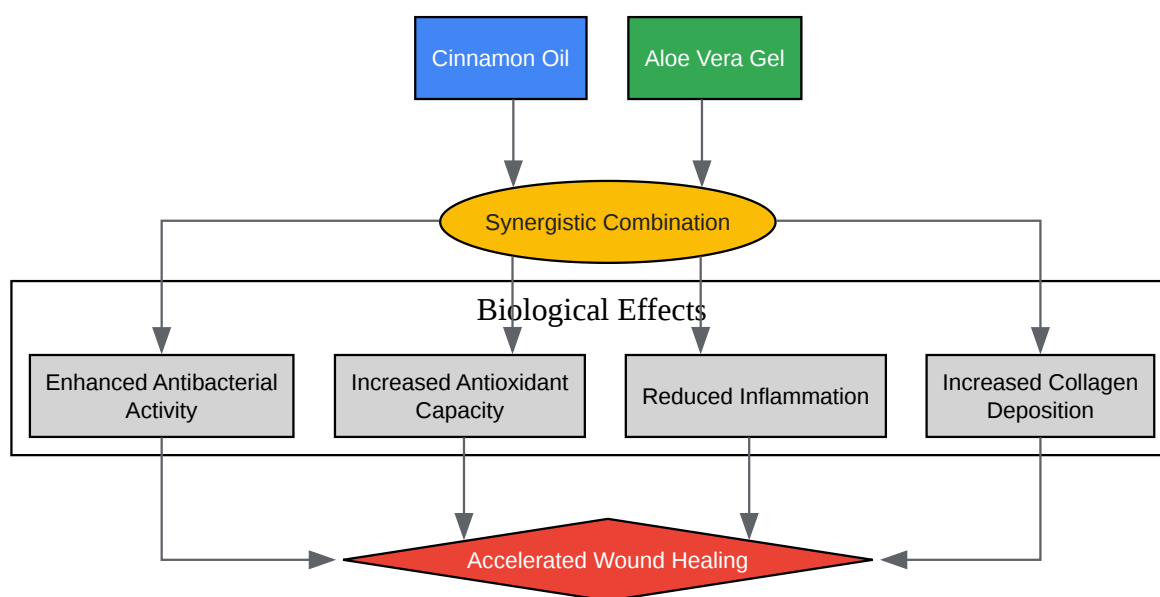 Cinnamon Oil
Aloe Vera Gel
Synergistic Combination
Biological Effects
Enhanced Antibacterial
Activity
Increased Antioxidant
Capacity
Reduced Inflammation
Increased Collagen
Deposition
Accelerated Wound Healing